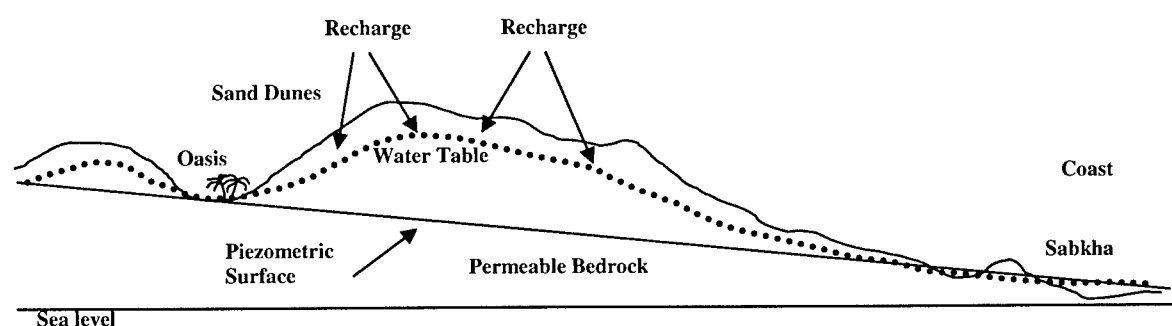 Recharge
Recharge
Sand Dunes
Oasis
Water Table
Coast
Piezometric
Surface
Permeable Bedrock
Sabkha
Sea level